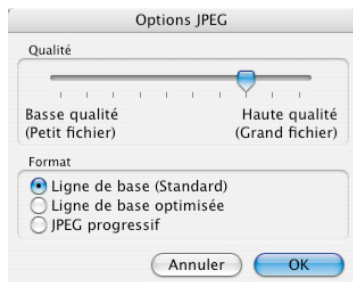 Options JPEG
Qualité
Basse qualité Haute qualité
(Petit fichier) (Grand fichier)
Format
Ligne de base (Standard)
Ligne de base optimisée
JPEG progressif
Annuler OK